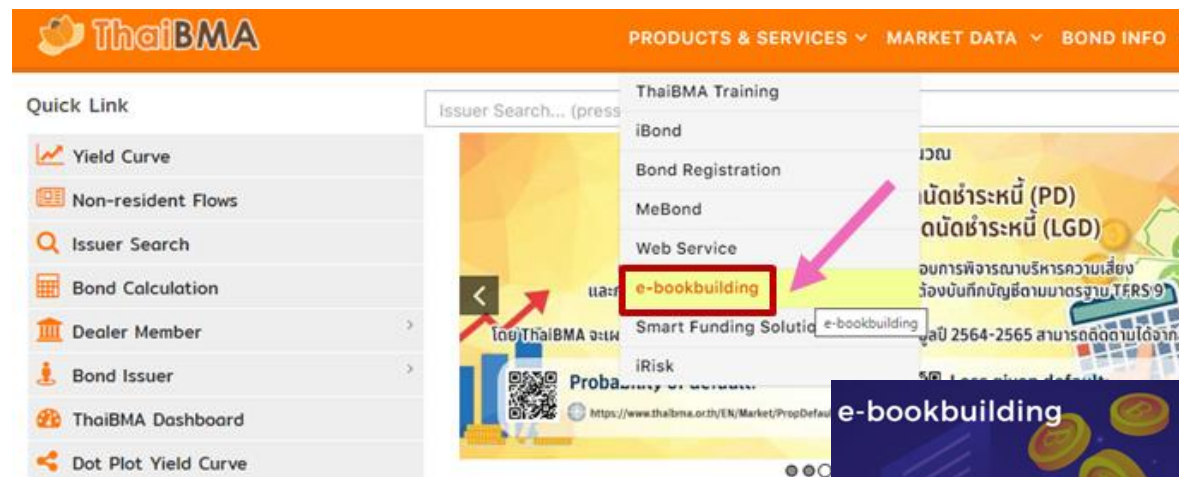 ThaiBMA
PRODUCTS & SERVICES MARKET DATA BOND INFO
Quick Link
Issuer Search... (press
Yield Curve
Non-resident Flows
Issuer Search
Bond Calculation
Dealer Member
Bond Issuer
ThaiBMA Dashboard
Dot Plot Yield Curve
ThaiBMA Training
iBond
Bond Registration
MeBond
Web Service
e-bookbuilding
Smart Funding Solutio
e-bookbuilding
iRisk
นัดชำระหนี้ (PD)
ดนัดชำระหนี้ (LGD)
อบการพิจารณาบริหารความเสี่ยง
ต้องบันทึกบัญชีตามมาตรฐาน TFRS 9
โดย ThaiBMA จะเผ
ูลปี 2564-2565 สามารถติดตามได้จาก
Probability of default:
https://www.thaibma.or.th/EN/Market/PropDefau
Loss given default:
e-bookbuilding